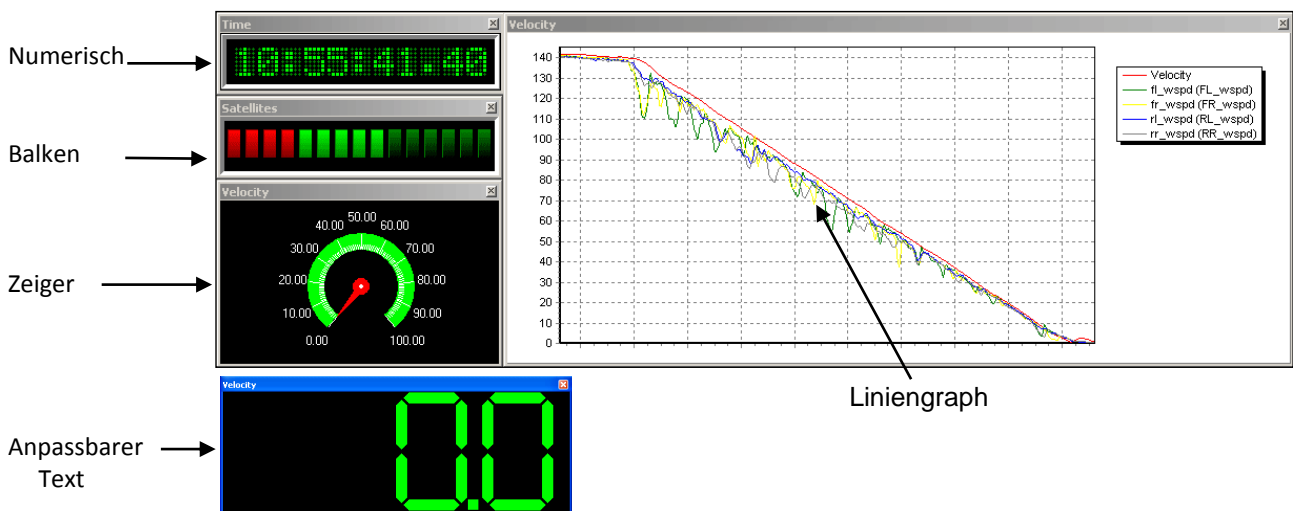 Numerisch
Time
10:55:41.40
Balken
Satellites
Zeiger
Velocity
0.00
10.00
20.00
30.00
40.00
50.00
60.00
70.00
80.00
90.00
100.00
Velocity
140
130
120
110
100
90
80
70
60
50
40
30
20
10
0
Velocity
fl_wspd (FL_wspd)
fr_wspd (FR_wspd)
rl_wspd (RL_wspd)
rr_wspd (RR_wspd)
Liniengraph
Anpassbarer
Text
Velocity
0.0